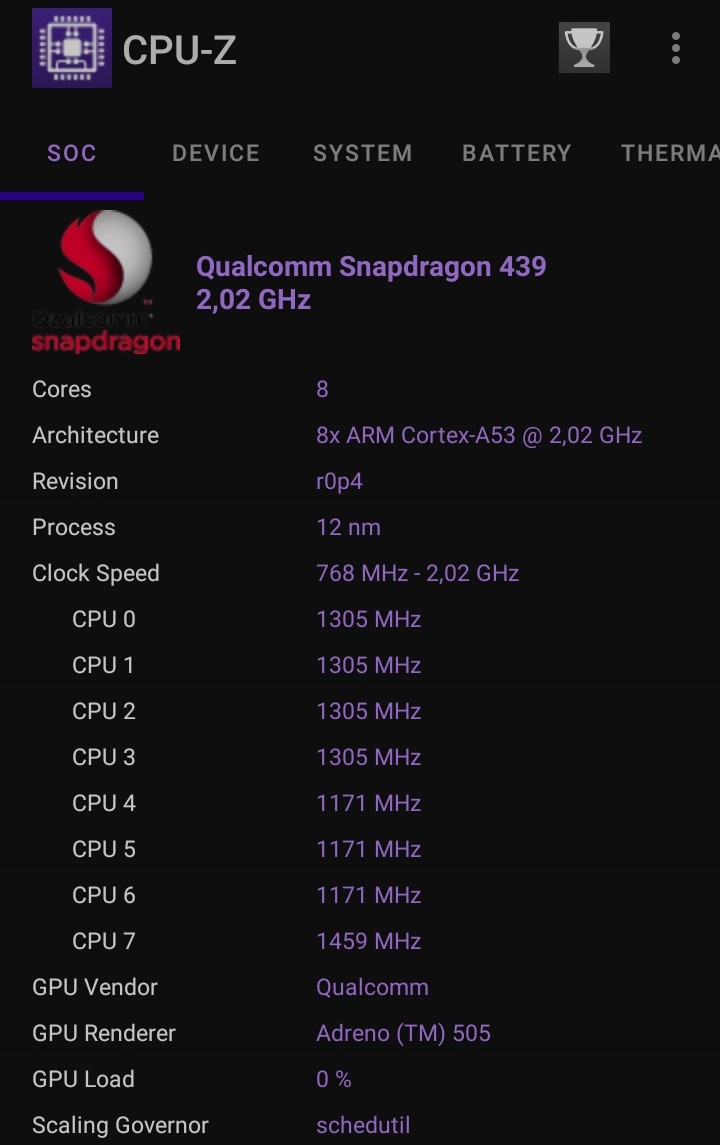 CPU-Z
SOC DEVICE SYSTEM BATTERY THERMA
Qualcomm
snapdragon
Qualcomm Snapdragon 439
2,02 GHz
Cores 8
Architecture 8x ARM Cortex-A53 @ 2,02 GHz
Revision r0p4
Process 12 nm
Clock Speed 768 MHz - 2,02 GHz
CPU 0 1305 MHz
CPU 1 1305 MHz
CPU 2 1305 MHz
CPU 3 1305 MHz
CPU 4 1171 MHz
CPU 5 1171 MHz
CPU 6 1171 MHz
CPU 7 1459 MHz
GPU Vendor Qualcomm
GPU Renderer Adreno (TM) 505
GPU Load 0 %
Scaling Governor schedutil